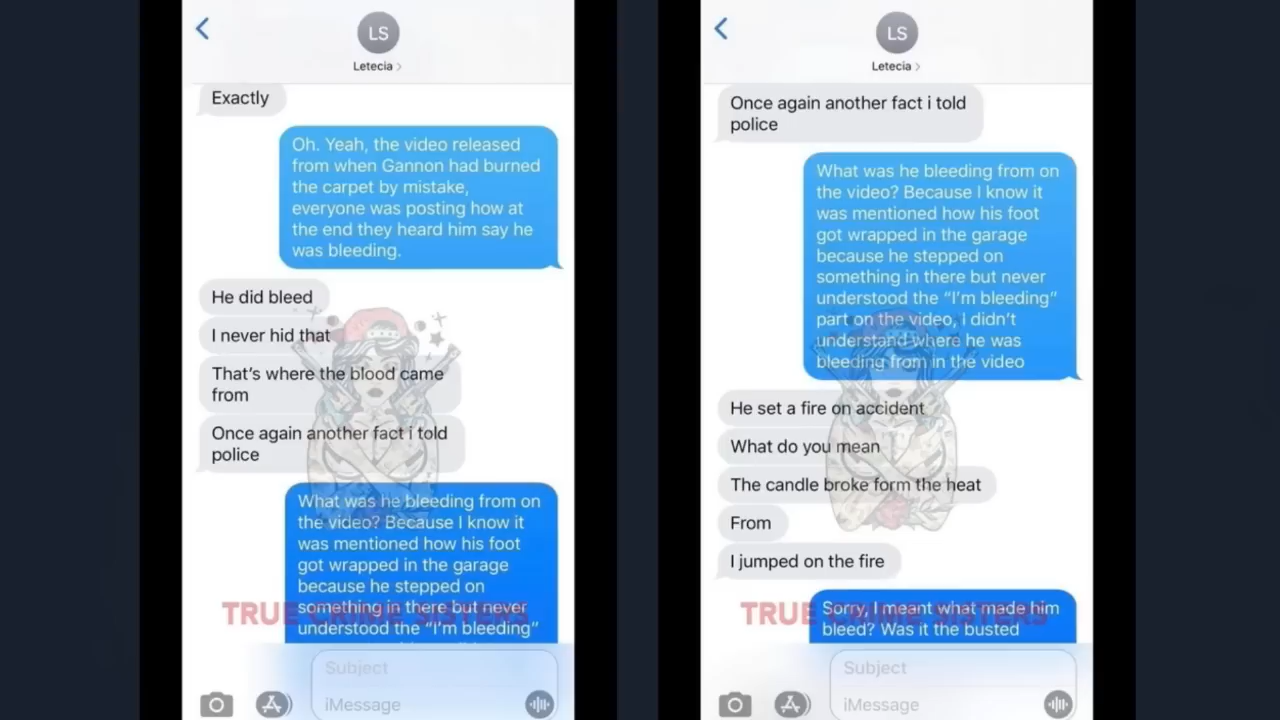 LS
Letecia
Exactly
Oh. Yeah, the video released
from when Gannon had burned
the carpet by mistake,
everyone was posting how at
the end they heard him say he
was bleeding.
He did bleed
I never hid that
That's where the blood came
from
Once again another fact i told
police
What was he bleeding from on
the video? Because I know it
was mentioned how his foot
got wrapped in the garage
because he stepped on
something in there but never
understood the "I'm bleeding"
TRUE CRIME SISTERS
Subject
iMessage
LS
Letecia
Once again another fact i told
police
What was he bleeding from on
the video? Because I know it
was mentioned how his foot
got wrapped in the garage
because he stepped on
something in there but never
understood the “I'm bleeding”
part on the video, I didn't
understand where he was
bleeding from in the video
He set a fire on accident
What do you mean
The candle broke form the heat
From
I jumped on the fire
Sorry, I meant what made him
bleed? Was it the busted
TRUE CRIME SISTERS
Subject
iMessage